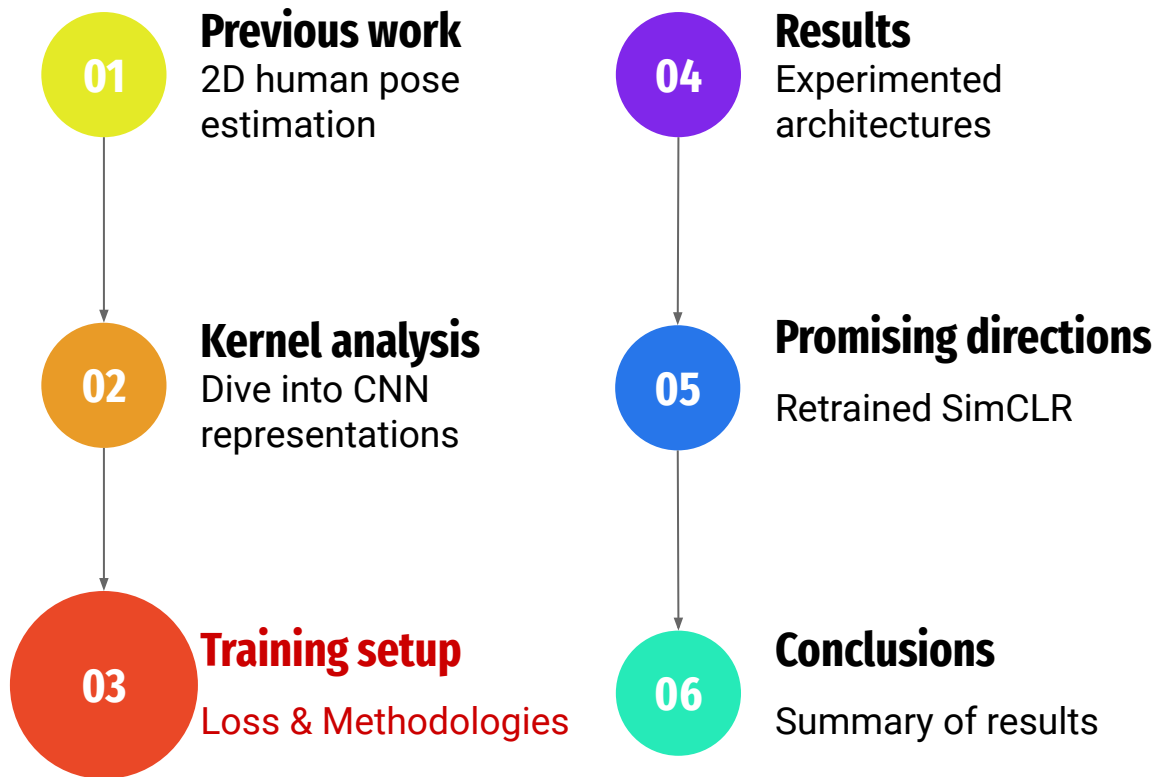 01
Previous work
2D human pose
estimation
02
Kernel analysis
Dive into CNN
representations
03
Training setup
Loss & Methodologies
04
Results
Experimented
architectures
05
Promising directions
Retrained SimCLR
06
Conclusions
Summary of results